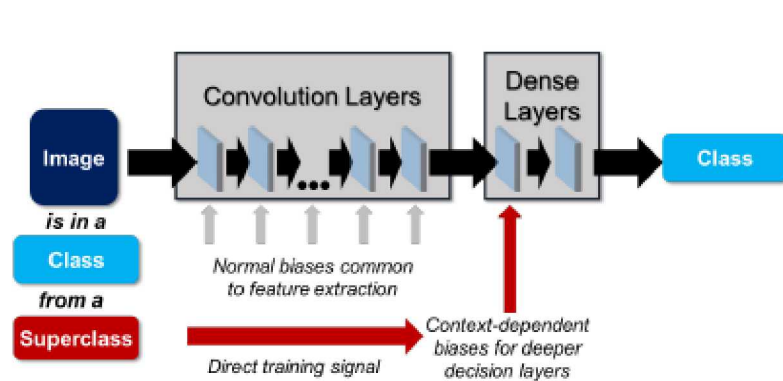 Convolution Layers
Dense
Layers
Image
Class
is in a
Class
from a
Superclass
Normal biases common
to feature extraction
Direct training signal
Context-dependent
biases for deeper
decision layers